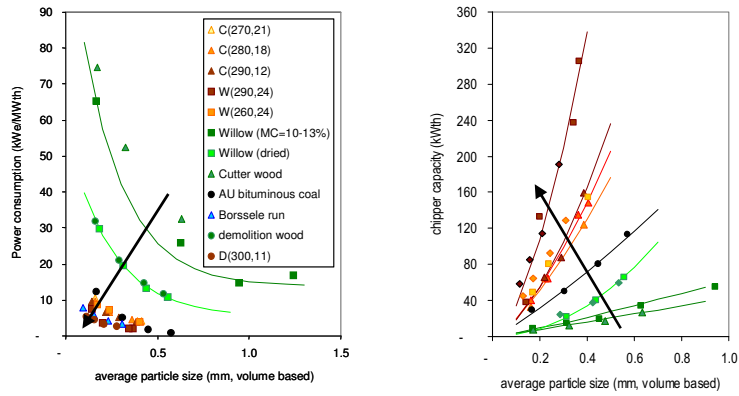 90
80
70
60
50
40
30
20
10
-
-
0.5
1.0
1.5
Power consumption (kWe/MWth)
average particle size (mm, volume based)
C(270,21)
C(280,18)
C(290,12)
W(290,24)
W(260,24)
Willow (MC=10-13%)
Willow (dried)
Cutter wood
AU bituminous coal
Borssele run
demolition wood
D(300,11)
360
320
280
240
200
160
120
80
40
-
-
0.2
0.4
0.6
0.8
1.0
chipper capacity (kWth)
average particle size (mm, volume based)